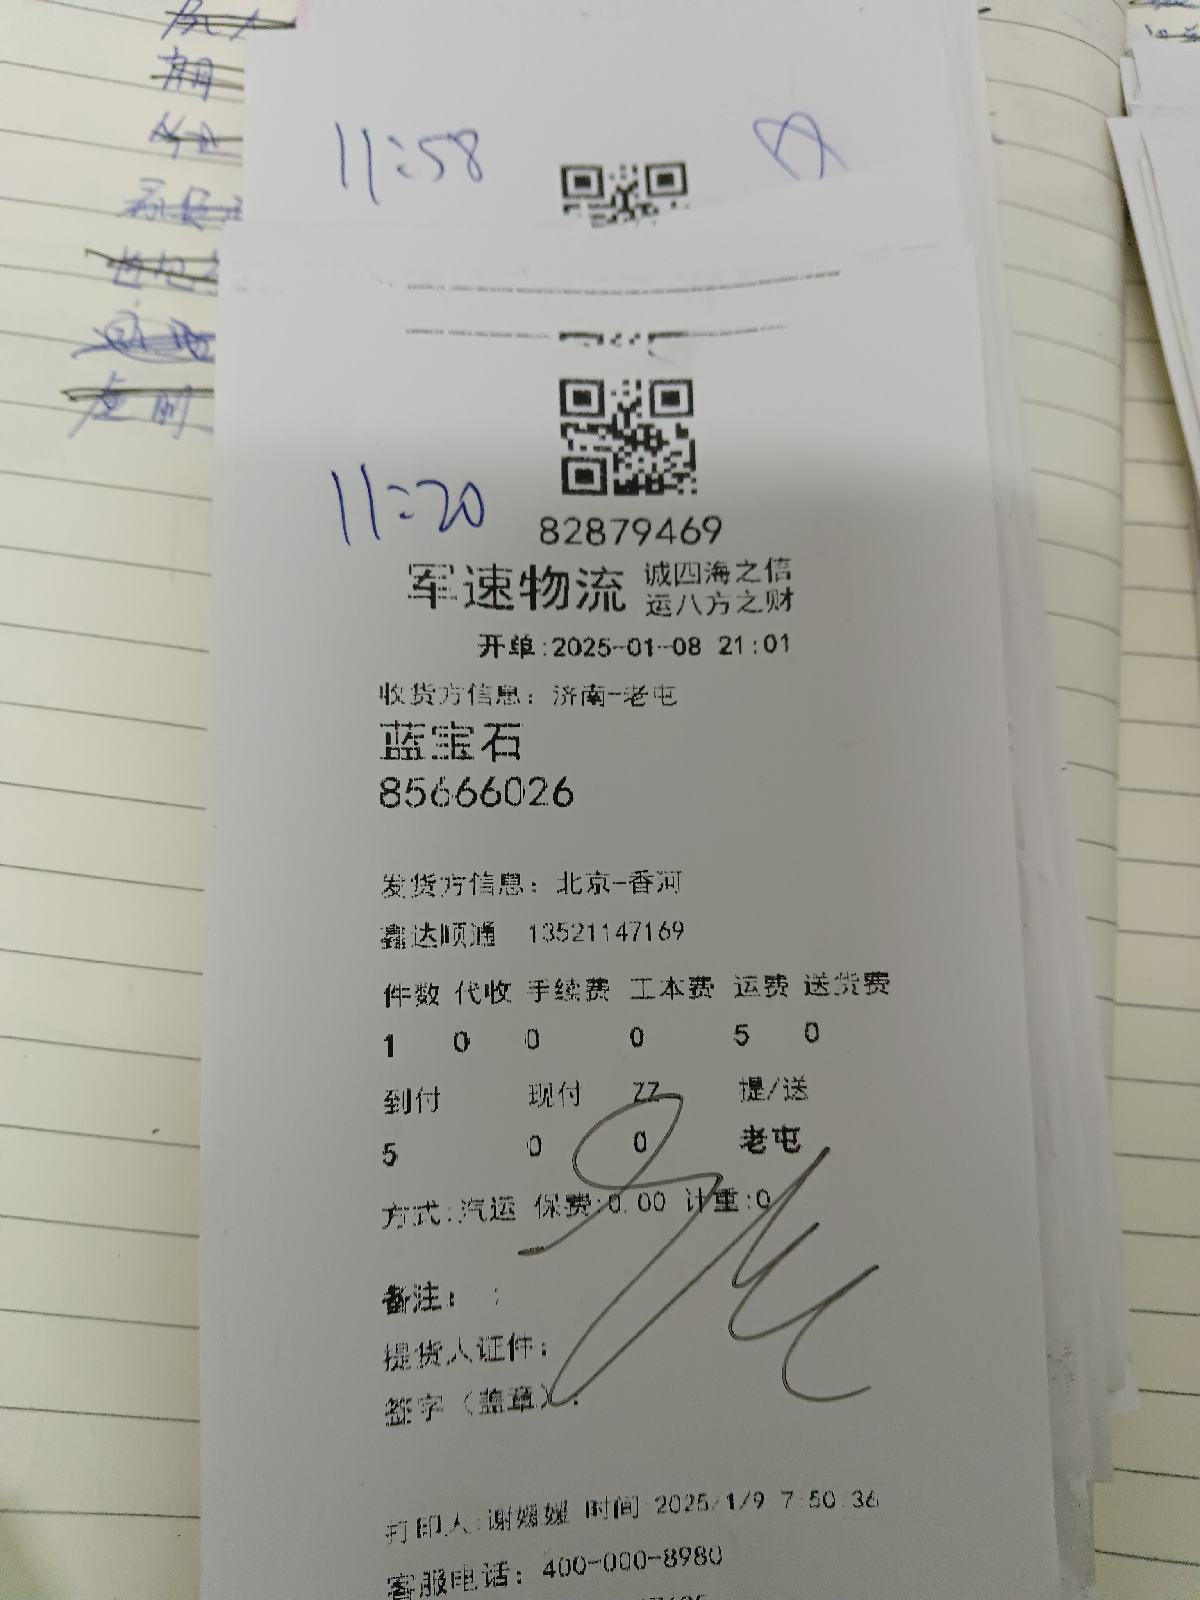 11:58
11:20
82879469
军速物流 诚四海之信
运八方之财
开单:2025-01-08 21:01
收货方信息: 济南-老屯
蓝宝石
85666026
发货方信息: 北京-香河
鑫达顺通 13521147169
件数 代收 手续费 工本费 运费 送货费
1 0 0 0 5 0
到付 现付 ZZ 提/送
5 0 0 老屯
方式:汽运 保费:0.00 计重:0
备注: ;
提货人证件:
签字(盖章):
打印人:谢媛媛 时间:2025/1/9 7:50:36
客服电话: 400-000-8980